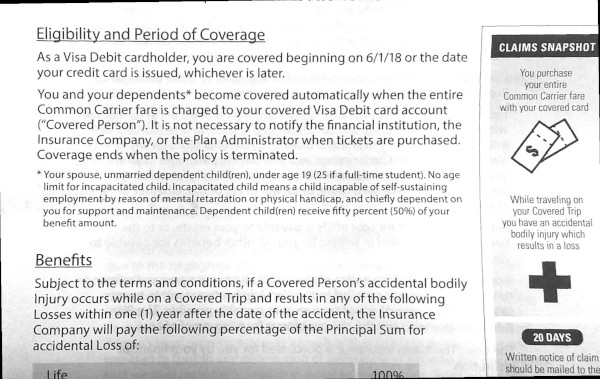 Eligibility and Period of Coverage
As a Visa Debit cardholder, you are covered beginning on 6/1/18 or the date
your credit card is issued, whichever is later.
You and your dependents* become covered automatically when the entire
Common Carrier fare is charged to your covered Visa Debit card account
("Covered Person"). It is not necessary to notify the financial institution, the
Insurance Company, or the Plan Administrator when tickets are purchased.
Coverage ends when the policy is terminated.
* Your spouse, unmarried dependent child(ren), under age 19 (25 if a full-time student). No age
limit for incapacitated child. Incapacitated child means a child incapable of self-sustaining
employment by reason of mental retardation or physical handicap, and chiefly dependent on
you for support and maintenance. Dependent child(ren) receive fifty percent (50%) of your
benefit amount.
Benefits
Subject to the terms and conditions, if a Covered Person's accidental bodily
Injury occurs while on a Covered Trip and results in any of the following
Losses within one (1) year after the date of the accident, the Insurance
Company will pay the following percentage of the Principal Sum for
accidental Loss of:
Life 100%
CLAIMS SNAPSHOT
You purchase
your entire
Common Carrier fare
with your covered card
$
While traveling on
your Covered Trip
you have an accidental
bodily injury which
results in a loss
20 DAYS
Written notice of claim
should be mailed to the